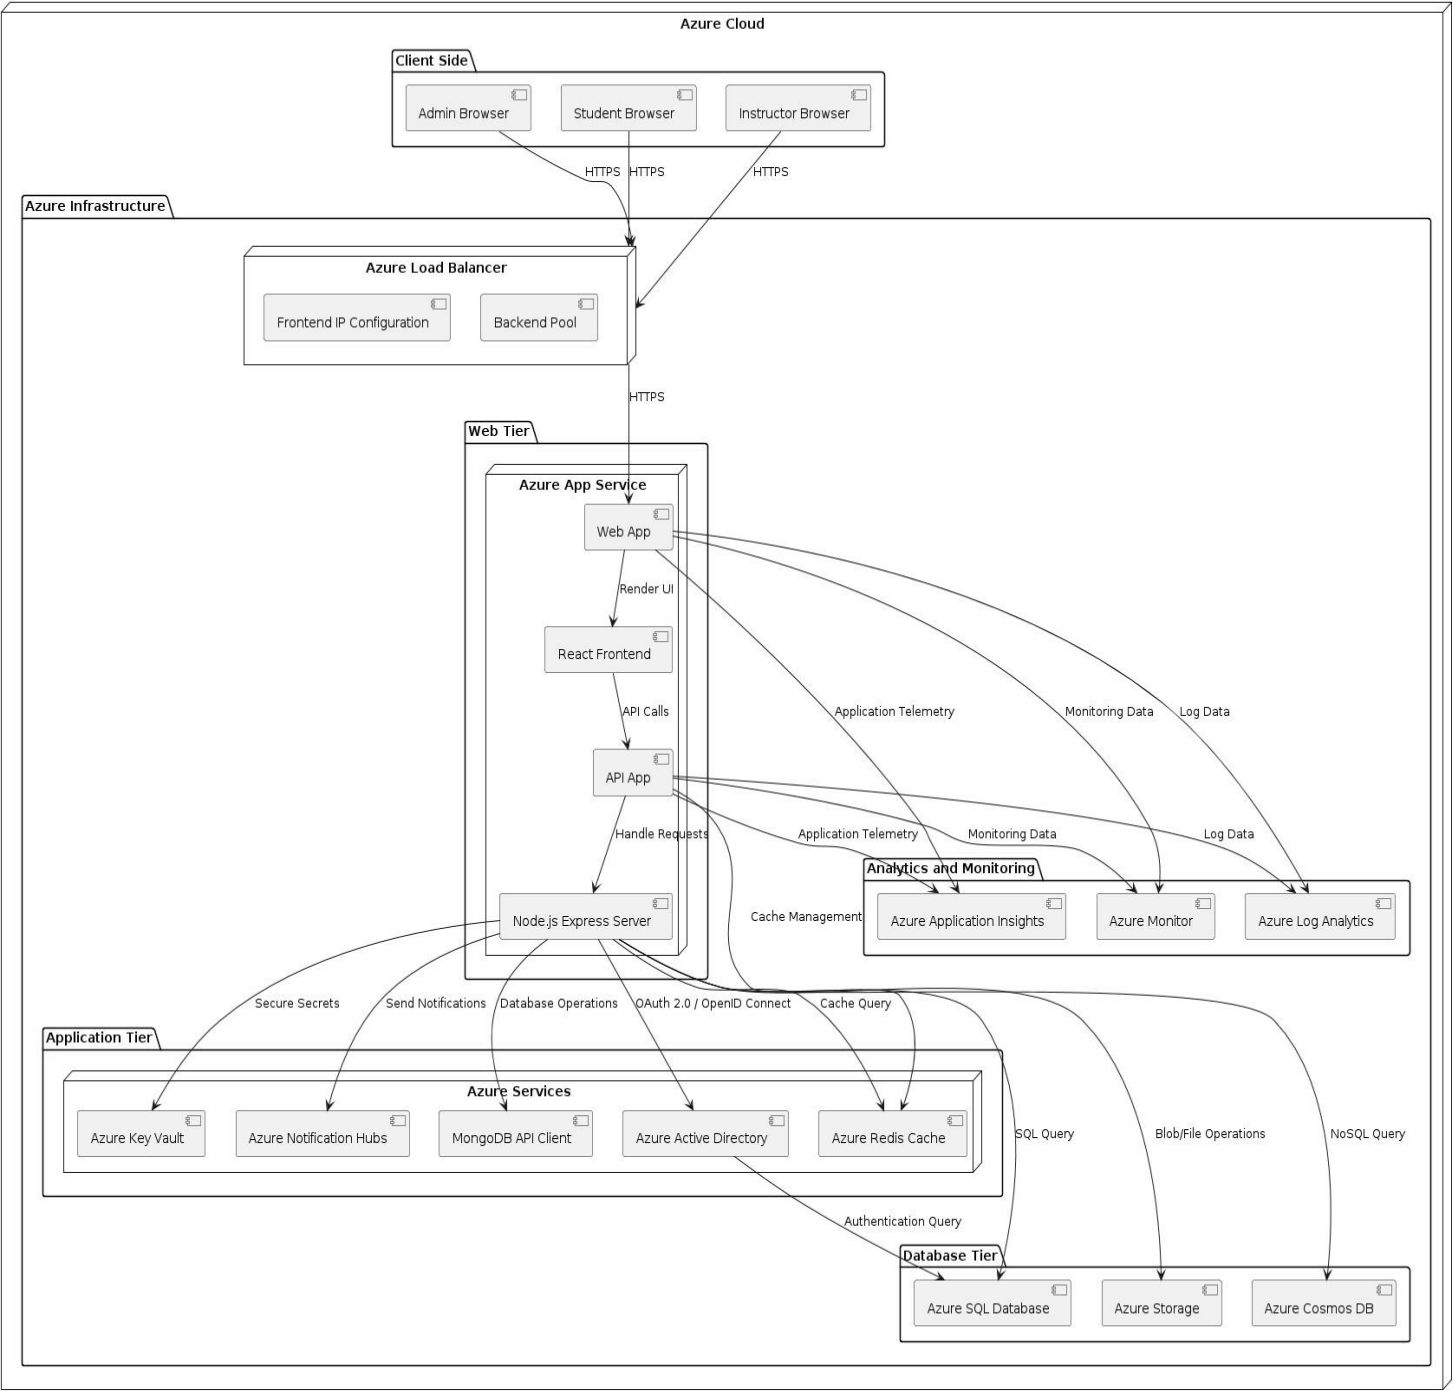 Azure Cloud
Client Side
Admin Browser
Student Browser
Instructor Browser
HTTPS
HTTPS
HTTPS
Azure Infrastructure
Azure Load Balancer
Frontend IP Configuration
Backend Pool
HTTPS
Web Tier
Azure App Service
Web App
Render UI
React Frontend
API Calls
Application Telemetry
Monitoring Data
Log Data
API App
Handle Requests
Application Telemetry
Monitoring Data
Log Data
Analytics and Monitoring
Node.js Express Server
Cache Management
Azure Application Insights
Azure Monitor
Azure Log Analytics
Secure Secrets
Send Notifications
Database Operations
OAuth 2.0 / OpenID Connect
Cache Query
Application Tier
Azure Services
Azure Key Vault
Azure Notification Hubs
MongoDB API Client
Azure Active Directory
Azure Redis Cache
SQL Query
Blob/File Operations
NoSQL Query
Authentication Query
Database Tier
Azure SQL Database
Azure Storage
Azure Cosmos DB